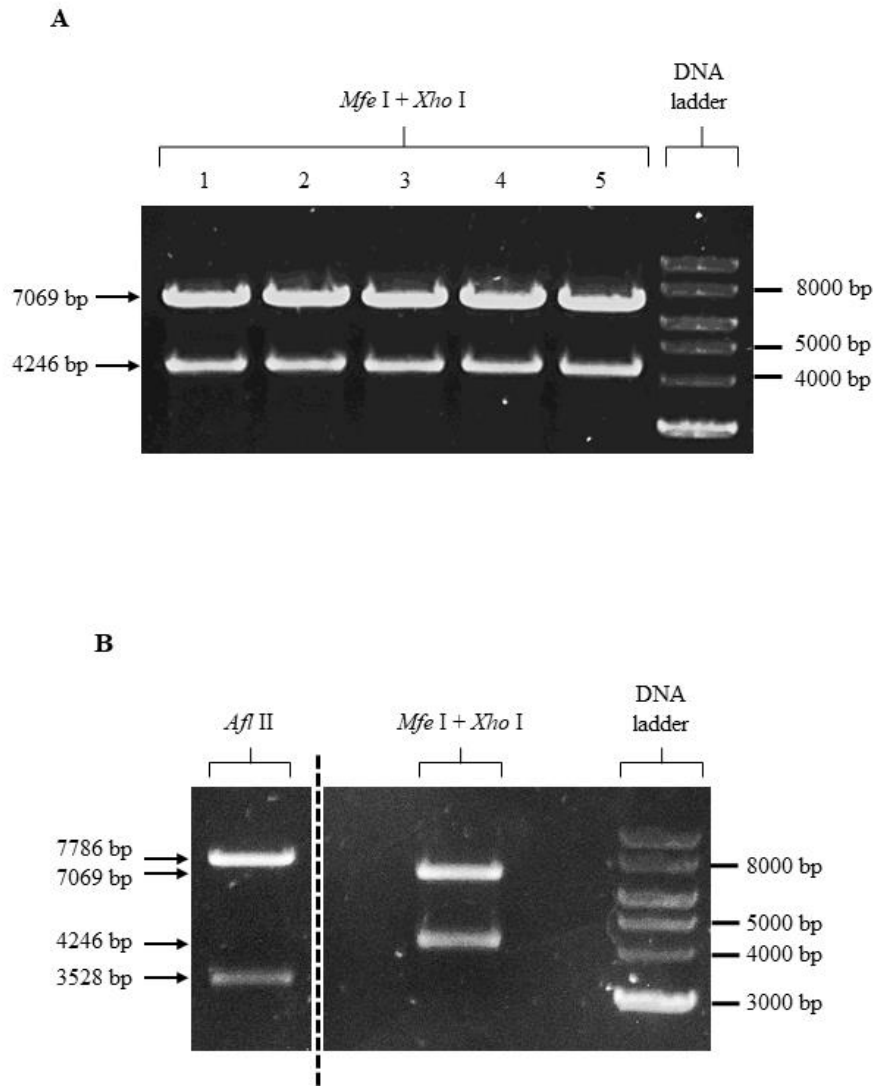 A
DNA
ladder
Mfe I + Xho I
1 2 3 4 5
7069 bp
8000 bp
5000 bp
4246 bp
4000 bp
B
DNA
ladder
Afl II
Mfe I + Xho I
7786 bp
7069 bp
8000 bp
5000 bp
4246 bp
4000 bp
3528 bp
3000 bp